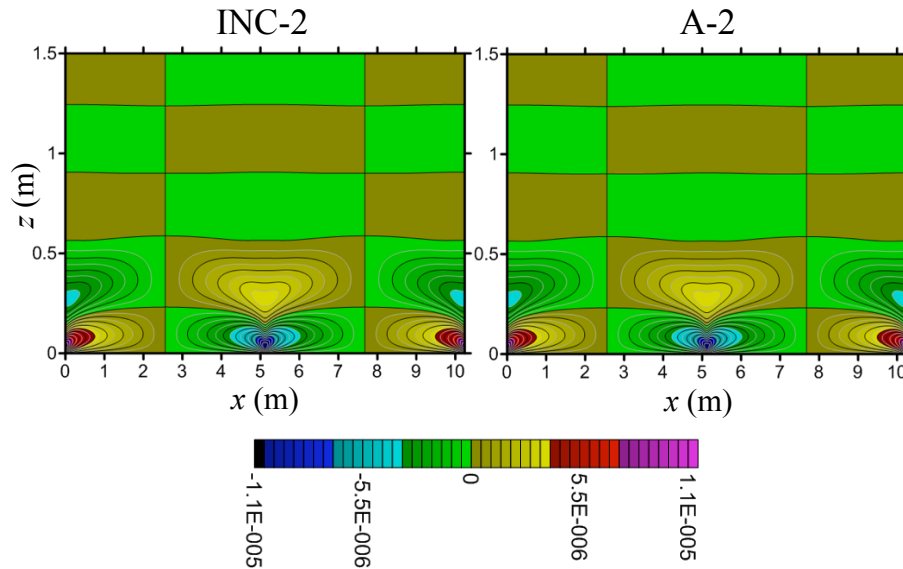 INC-2 A-2
1.5 1.5
1 1
z (m)
0.5 0.5
0 0
0 1 2 3 4 5 6 7 8 9 10 0 1 2 3 4 5 6 7 8 9 10
x (m) x (m)
-1.1E-005 -5.5E-006 0 5.5E-006 1.1E-005